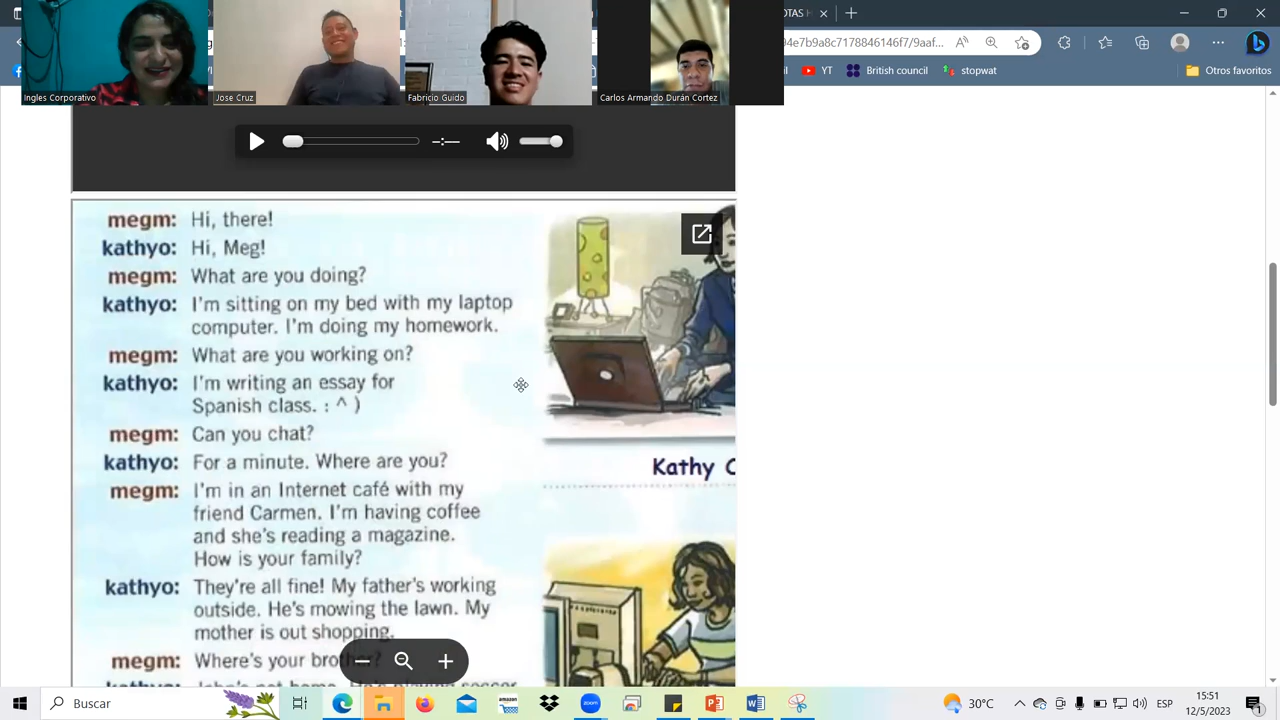 Ingles Corporativo
Jose Cruz
Fabricio Guido
Carlos Armando Durán Cortez
YT
British council
stopwat
Otros favoritos
megm: Hi, there!
kathyo: Hi, Meg!
megm: What are you doing?
kathyo: I'm sitting on my bed with my laptop
computer. I'm doing my homework.
megm: What are you working on?
kathyo: I'm writing an essay for
Spanish class. : ^ )
megm: Can you chat?
kathyo: For a minute. Where are you?
megm: I'm in an Internet café with my
friend Carmen. I'm having coffee
and she's reading a magazine.
How is your family?
kathyo: They're all fine! My father's working
outside. He's mowing the lawn. My
mother is out shopping.
megm: Where's your brother?
Kathy
Buscar
amazon
zoom
30°C
ESP
15:51
12/5/2023